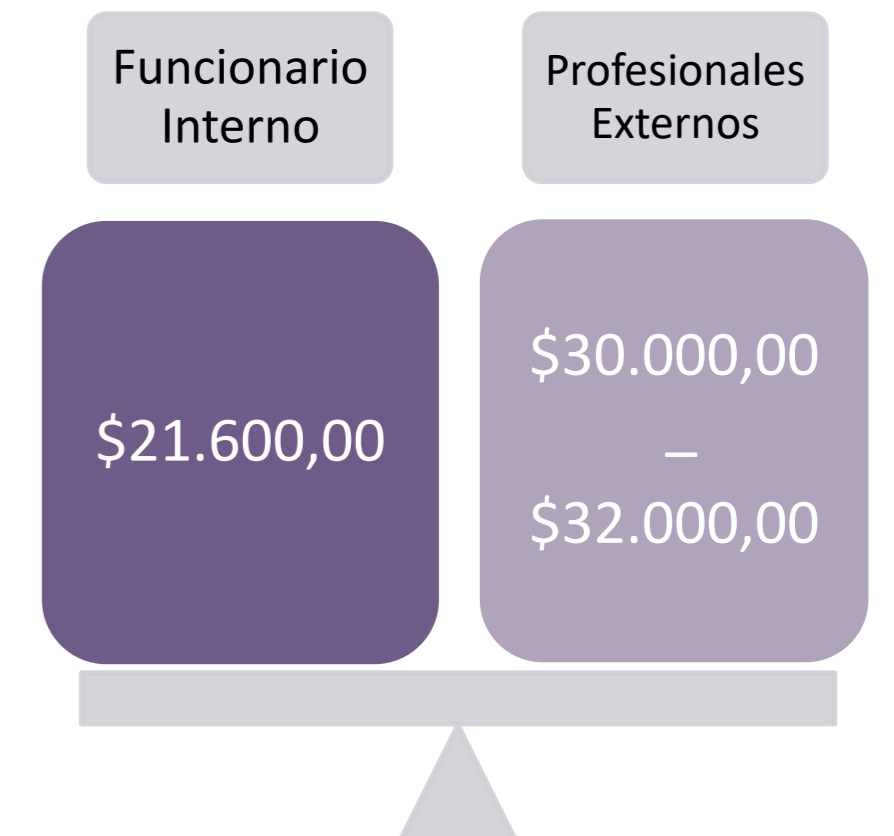 Funcionario
Interno
Profesionales
Externos
$21.600,00
$30.000,00
–
$32.000,00